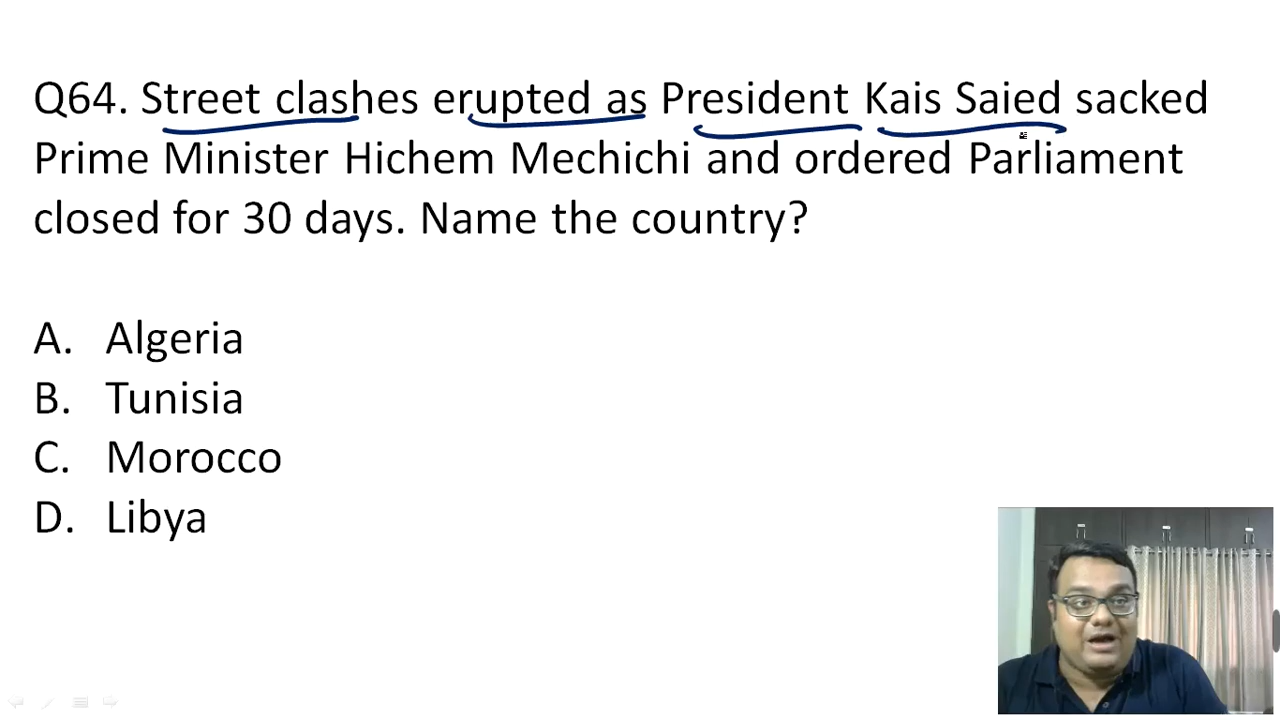 Q64. Street clashes erupted as President Kais Saied sacked
Prime Minister Hichem Mechichi and ordered Parliament
closed for 30 days. Name the country?
A. Algeria
B. Tunisia
C. Morocco
D. Libya